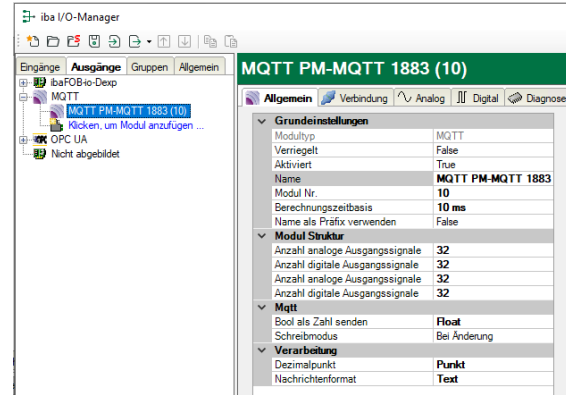 iba I/O-Manager
Eingänge Ausgänge Gruppen Allgemein
ibaFOB-io-Dexp
MQTT
MQTT PM-MQTT 1883 (10)
Klicken, um Modul anzufügen ...
OPC UA
Nicht abgebildet
MQTT PM-MQTT 1883 (10)
Allgemein Verbindung Analog Digital Diagnose
Grundeinstellungen
Modultyp MQTT
Verriegelt False
Aktiviert True
Name MQTT PM-MQTT 1883
Modul Nr. 10
Berechnungszeitbasis 10 ms
Name als Präfix verwenden False
Modul Struktur
Anzahl analoge Ausgangssignale 32
Anzahl digitale Ausgangssignale 32
Anzahl analoge Ausgangssignale 32
Anzahl digitale Ausgangssignale 32
Mqtt
Bool als Zahl senden Float
Schreibmodus Bei Änderung
Verarbeitung
Dezimalpunkt Punkt
Nachrichtenformat Text